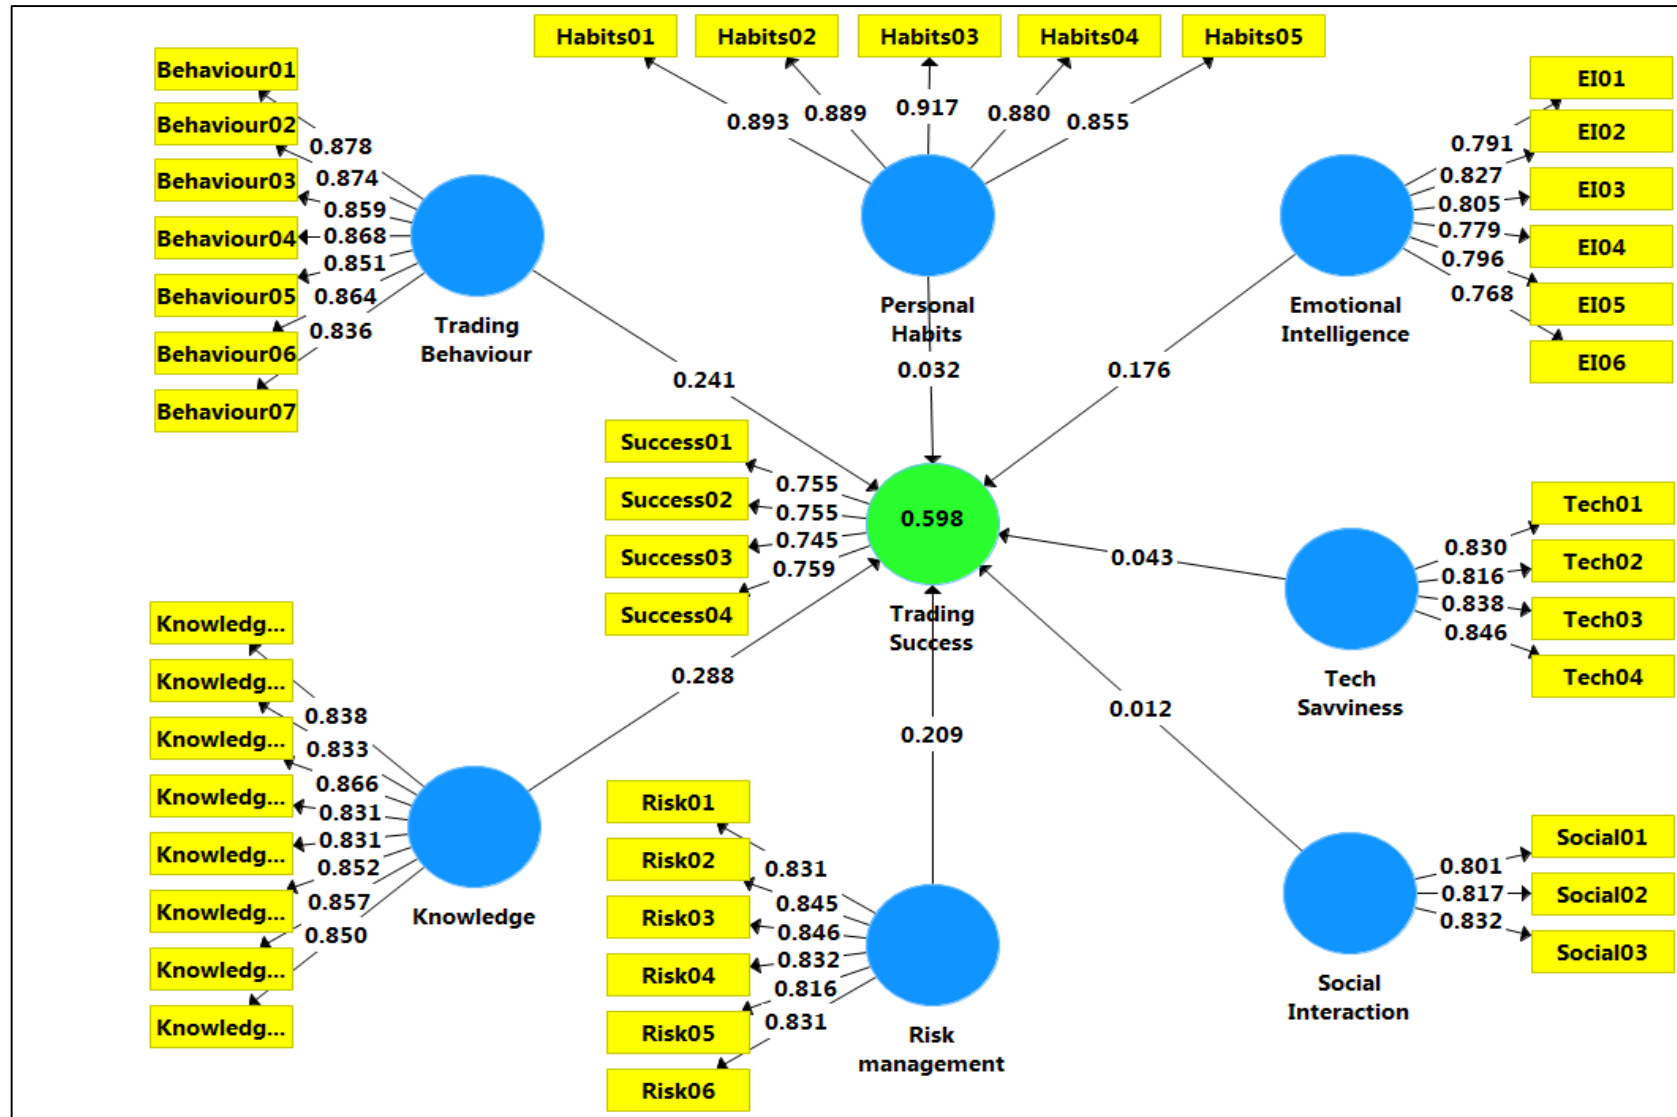 Habits01
Habits02
Habits03
Habits04
Habits05
0.893
0.889
0.917
0.880
0.855
Personal
Habits
0.032
Behaviour01
Behaviour02
Behaviour03
Behaviour04
Behaviour05
Behaviour06
Behaviour07
0.878
0.874
0.859
0.868
0.851
0.864
0.836
Trading
Behaviour
0.241
EI01
EI02
EI03
EI04
EI05
EI06
0.791
0.827
0.805
0.779
0.796
0.768
Emotional
Intelligence
0.176
Success01
Success02
Success03
Success04
0.755
0.755
0.745
0.759
0.598
Trading
Success
Tech01
Tech02
Tech03
Tech04
0.830
0.816
0.838
0.846
Tech
Savviness
0.043
Knowledg...
Knowledg...
Knowledg...
Knowledg...
Knowledg...
Knowledg...
Knowledg...
Knowledg...
0.838
0.833
0.866
0.831
0.831
0.852
0.857
0.850
Knowledge
0.288
Risk01
Risk02
Risk03
Risk04
Risk05
Risk06
0.831
0.845
0.846
0.832
0.816
0.831
Risk
management
0.209
Social01
Social02
Social03
0.801
0.817
0.832
Social
Interaction
0.012